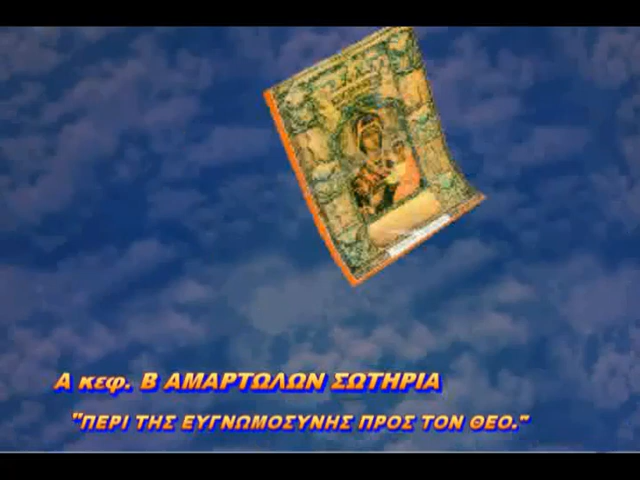 Α κεφ. Β ΑΜΑΡΤΩΛΩΝ ΣΩΤΗΡΙΑ
"ΠΕΡΙ ΤΗΣ ΕΥΓΝΩΜΟΣΥΝΗΣ ΠΡΟΣ ΤΟΝ ΘΕΟ."